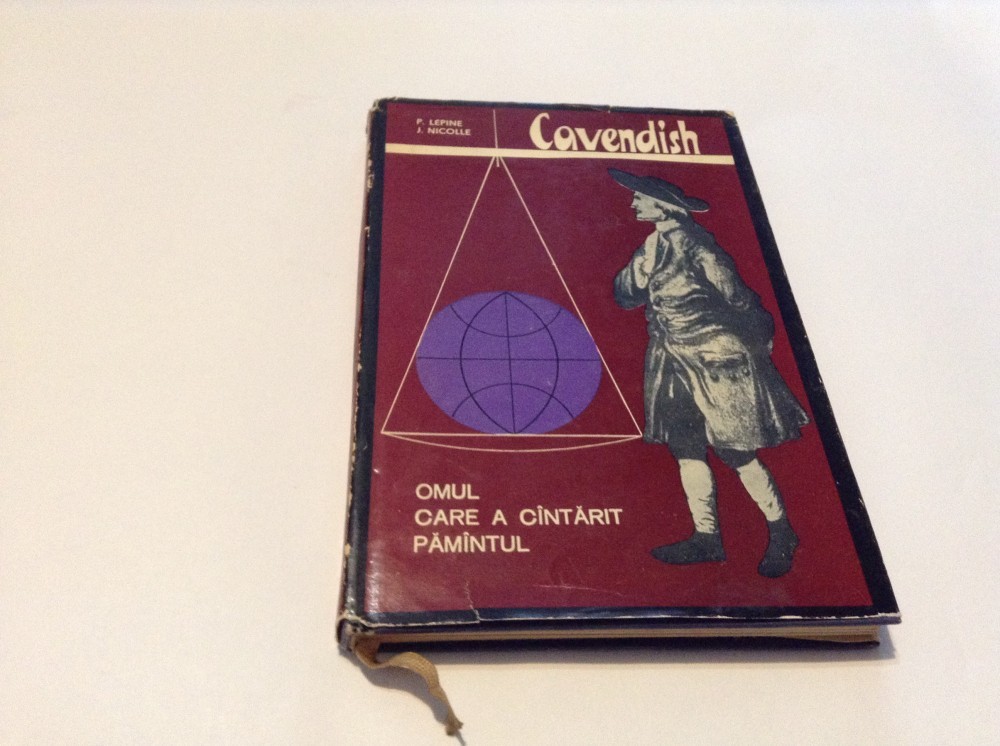 P. LEPINE
J. NICOLLE
Cavendish
OMUL
CARE A CÎNTĂRIT
PĂMÎNTUL